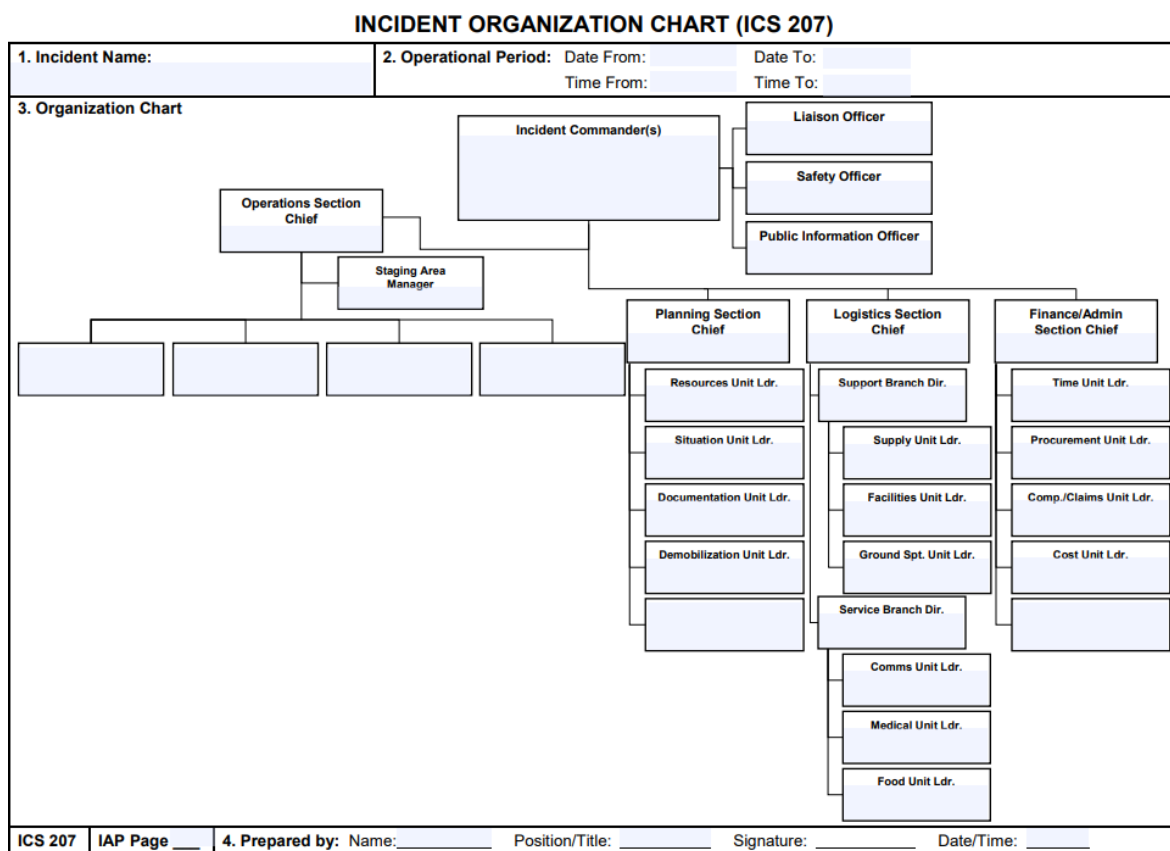 INCIDENT ORGANIZATION CHART (ICS 207)
1. Incident Name:
2. Operational Period: Date From: Date To:
Time From: Time To:
3. Organization Chart
Incident Commander(s)
Liaison Officer
Safety Officer
Public Information Officer
Operations Section
Chief
Staging Area
Manager
Planning Section
Chief
Resources Unit Ldr.
Situation Unit Ldr.
Documentation Unit Ldr.
Demobilization Unit Ldr.
Logistics Section
Chief
Support Branch Dir.
Supply Unit Ldr.
Facilities Unit Ldr.
Ground Spt. Unit Ldr.
Service Branch Dir.
Comms Unit Ldr.
Medical Unit Ldr.
Food Unit Ldr.
Finance/Admin
Section Chief
Time Unit Ldr.
Procurement Unit Ldr.
Comp./Claims Unit Ldr.
Cost Unit Ldr.
ICS 207 IAP Page ___ 4. Prepared by: Name: Position/Title: Signature: Date/Time: